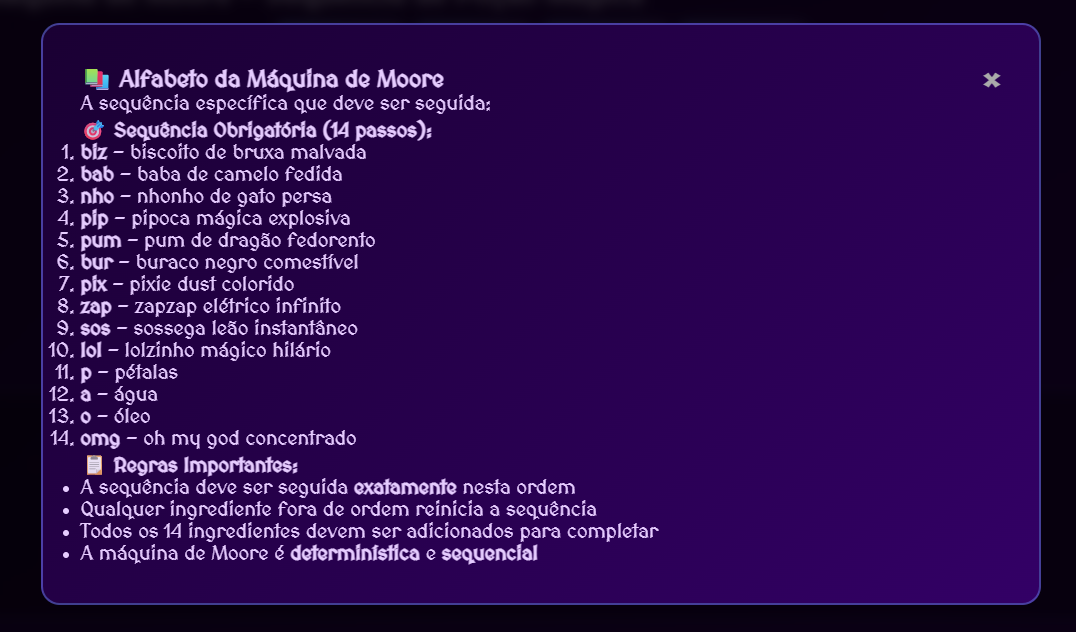 Alfabeto da Máquina de Moore
A sequência específica que deve ser seguida:
Sequência Obrigatória (14 passos):
1. biz – biscoito de bruxa malvada
2. bab – baba de camelo fedida
3. nho – nhonho de gato persa
4. pip – pipoca mágica explosiva
5. pum – pum de dragão fedorento
6. bur – buraco negro comestível
7. pix – pixie dust colorido
8. zap – zapzap elétrico infinito
9. sos – sossega leão instantâneo
10. lol – lolzinho mágico hilário
11. p – pétalas
12. a – água
13. o – óleo
14. omg – oh my god concentrado
Regras Importantes:
• A sequência deve ser seguida exatamente nesta ordem
• Qualquer ingrediente fora de ordem reinicia a sequência
• Todos os 14 ingredientes devem ser adicionados para completar
• A máquina de Moore é determinística e sequencial